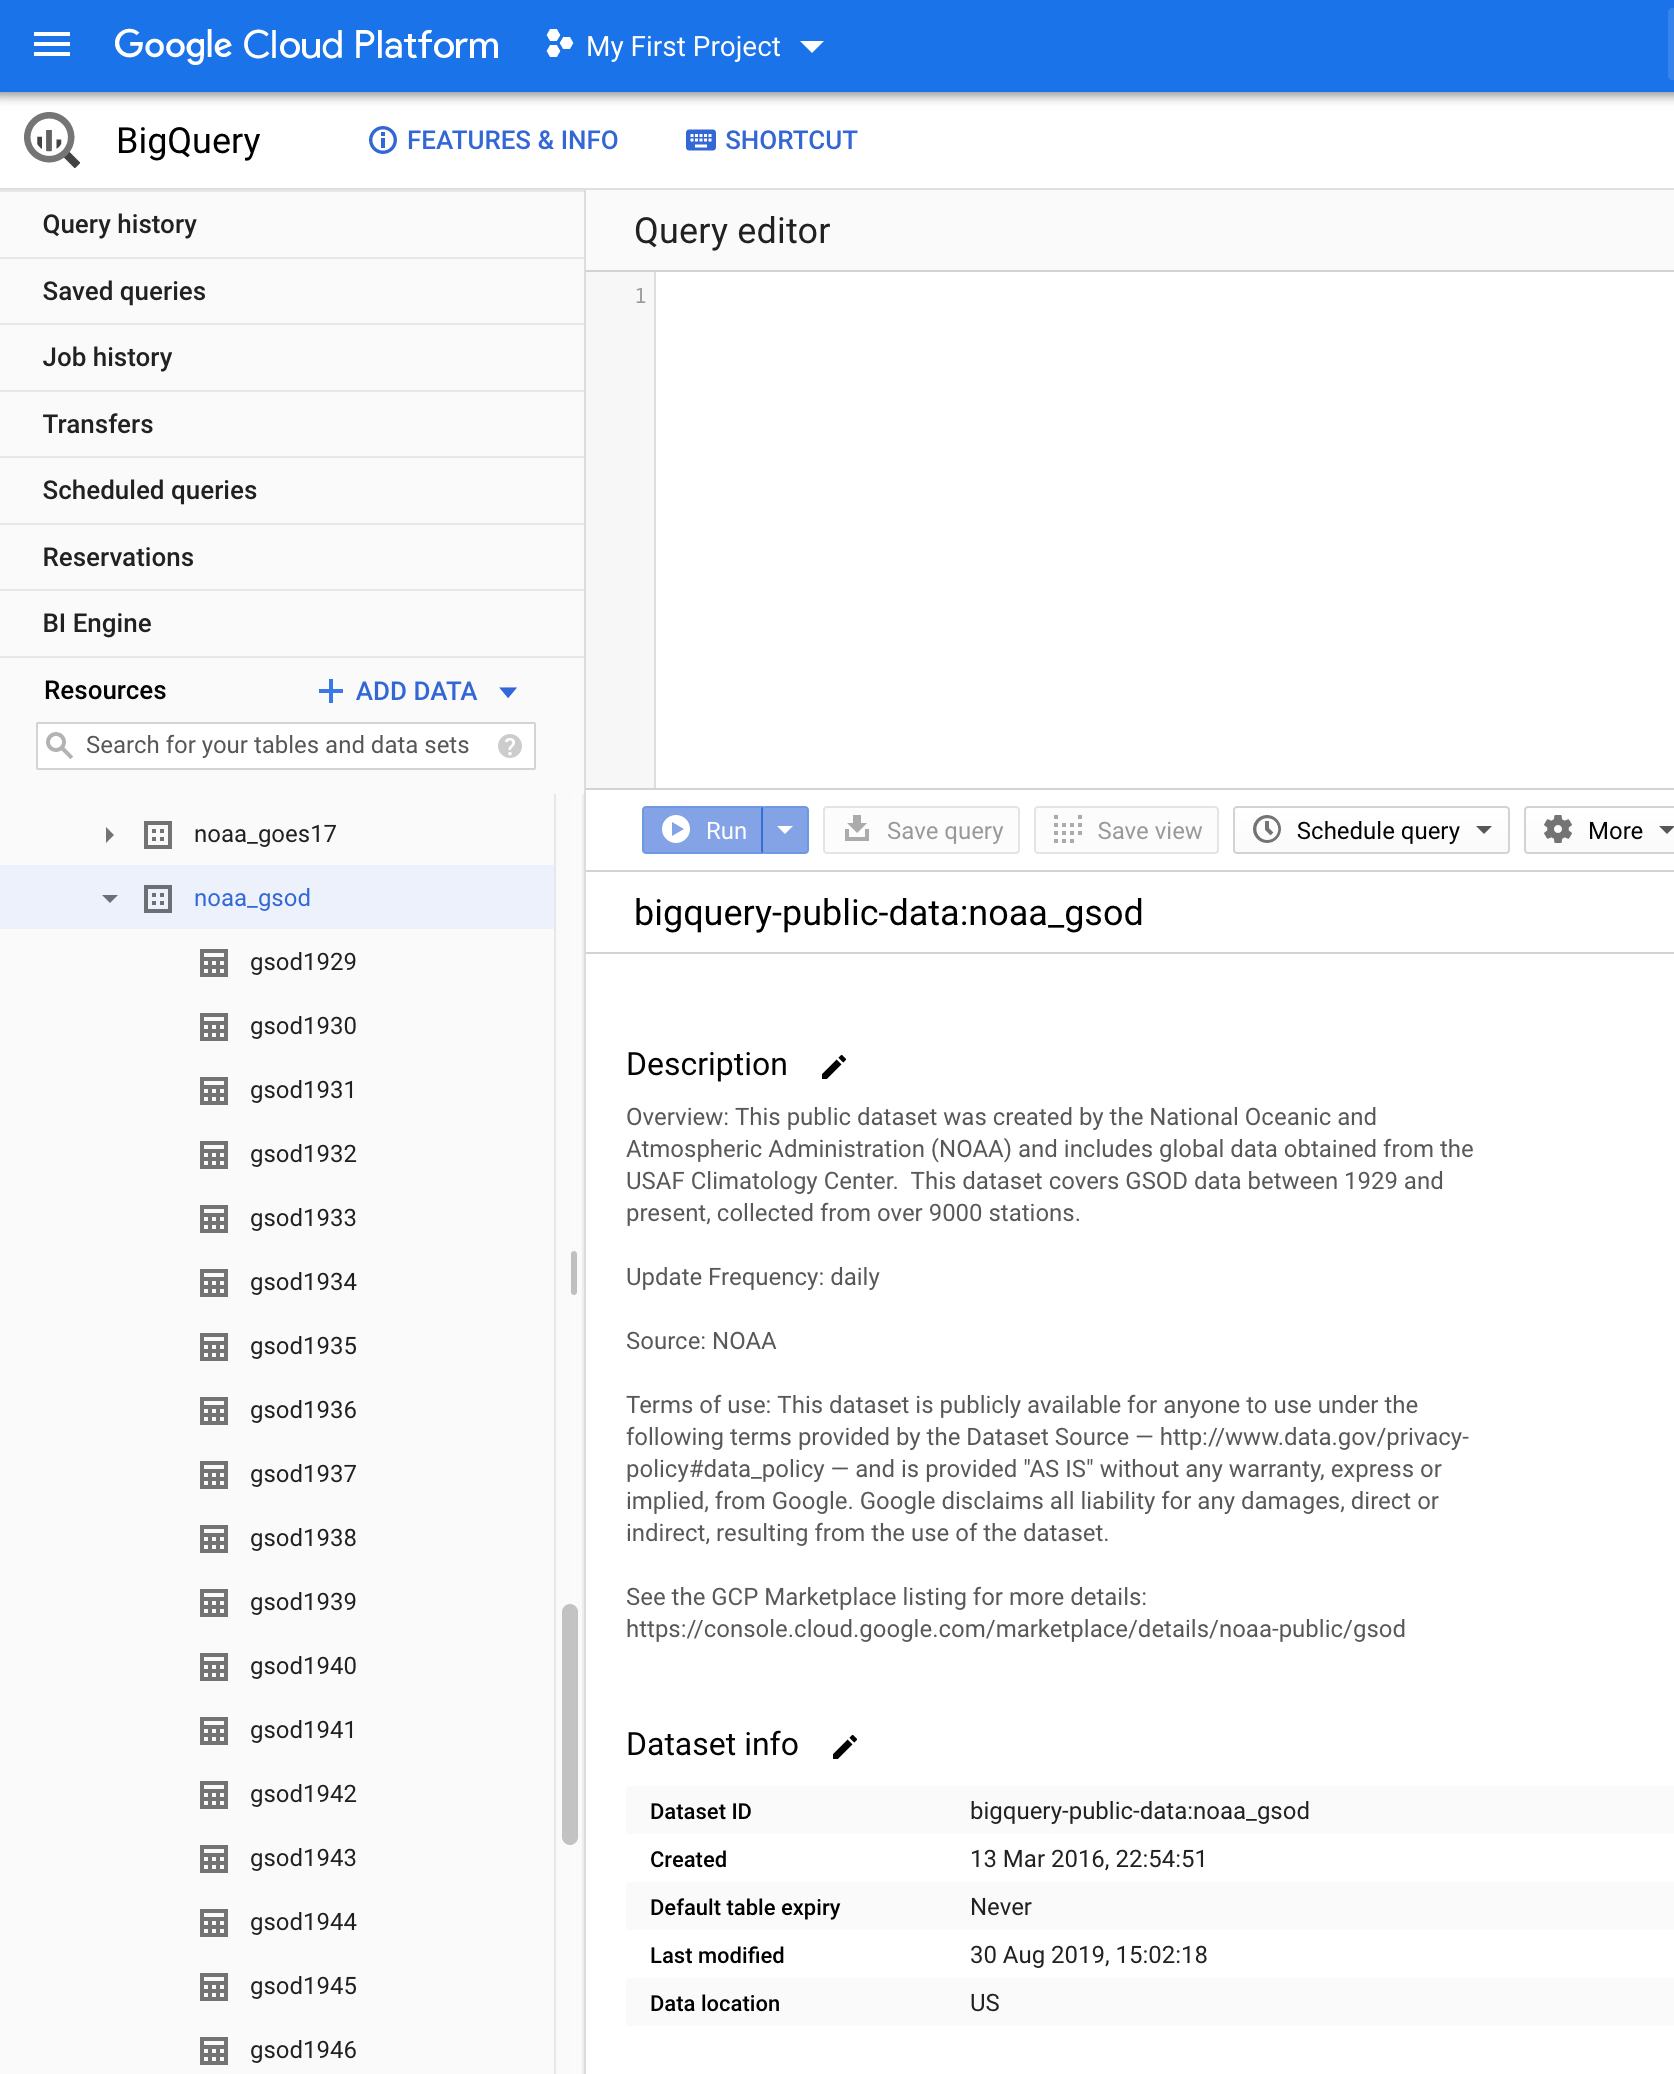 Google Cloud Platform My First Project
BigQuery FEATURES & INFO SHORTCUT
Query history
Saved queries
Job history
Transfers
Scheduled queries
Reservations
BI Engine
Resources ADD DATA
Search for your tables and data sets ?
noaa_goes17
noaa_gsod
gsod1929
gsod1930
gsod1931
gsod1932
gsod1933
gsod1934
gsod1935
gsod1936
gsod1937
gsod1938
gsod1939
gsod1940
gsod1941
gsod1942
gsod1943
gsod1944
gsod1945
gsod1946
Query editor
1
Run Save query Save view Schedule query More
bigquery-public-data:noaa_gsod
Description
Overview: This public dataset was created by the National Oceanic and
Atmospheric Administration (NOAA) and includes global data obtained from the
USAF Climatology Center.  This dataset covers GSOD data between 1929 and
present, collected from over 9000 stations.
Update Frequency: daily
Source: NOAA
Terms of use: This dataset is publicly available for anyone to use under the
following terms provided by the Dataset Source — http://www.data.gov/privacy-
policy#data_policy — and is provided "AS IS" without any warranty, express or
implied, from Google. Google disclaims all liability for any damages, direct or
indirect, resulting from the use of the dataset.
See the GCP Marketplace listing for more details:
https://console.cloud.google.com/marketplace/details/noaa-public/gsod
Dataset info
Dataset ID bigquery-public-data:noaa_gsod
Created 13 Mar 2016, 22:54:51
Default table expiry Never
Last modified 30 Aug 2019, 15:02:18
Data location US